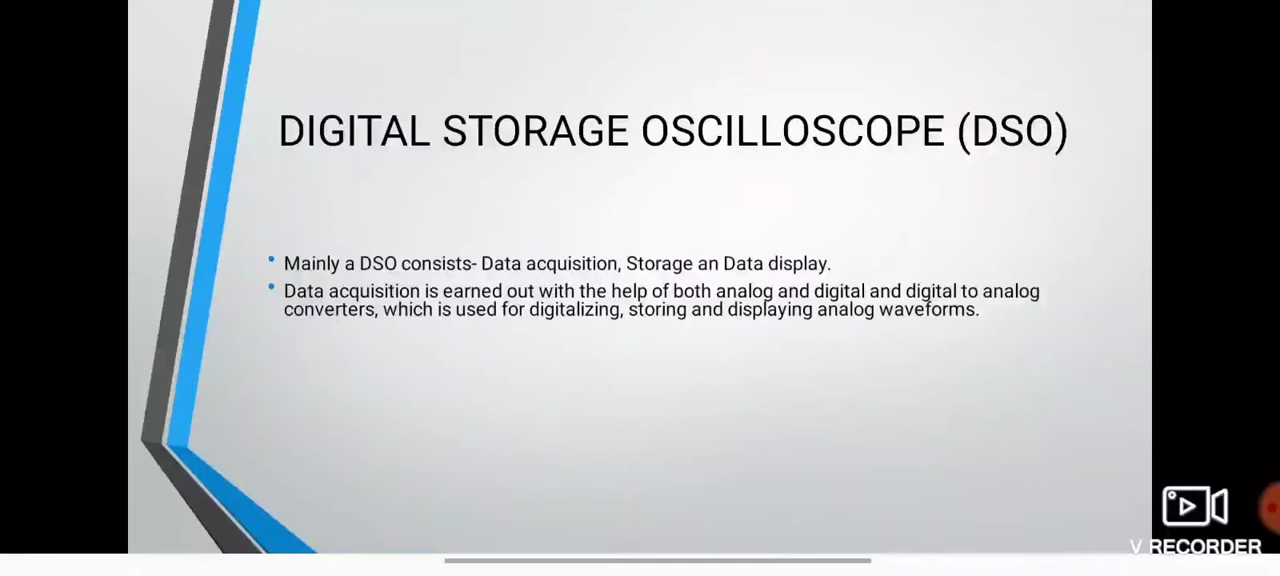 DIGITAL STORAGE OSCILLOSCOPE (DSO)
• Mainly a DSO consists- Data acquisition, Storage an Data display.
• Data acquisition is earned out with the help of both analog and digital and digital to analog
converters, which is used for digitalizing, storing and displaying analog waveforms.
V RECORDER